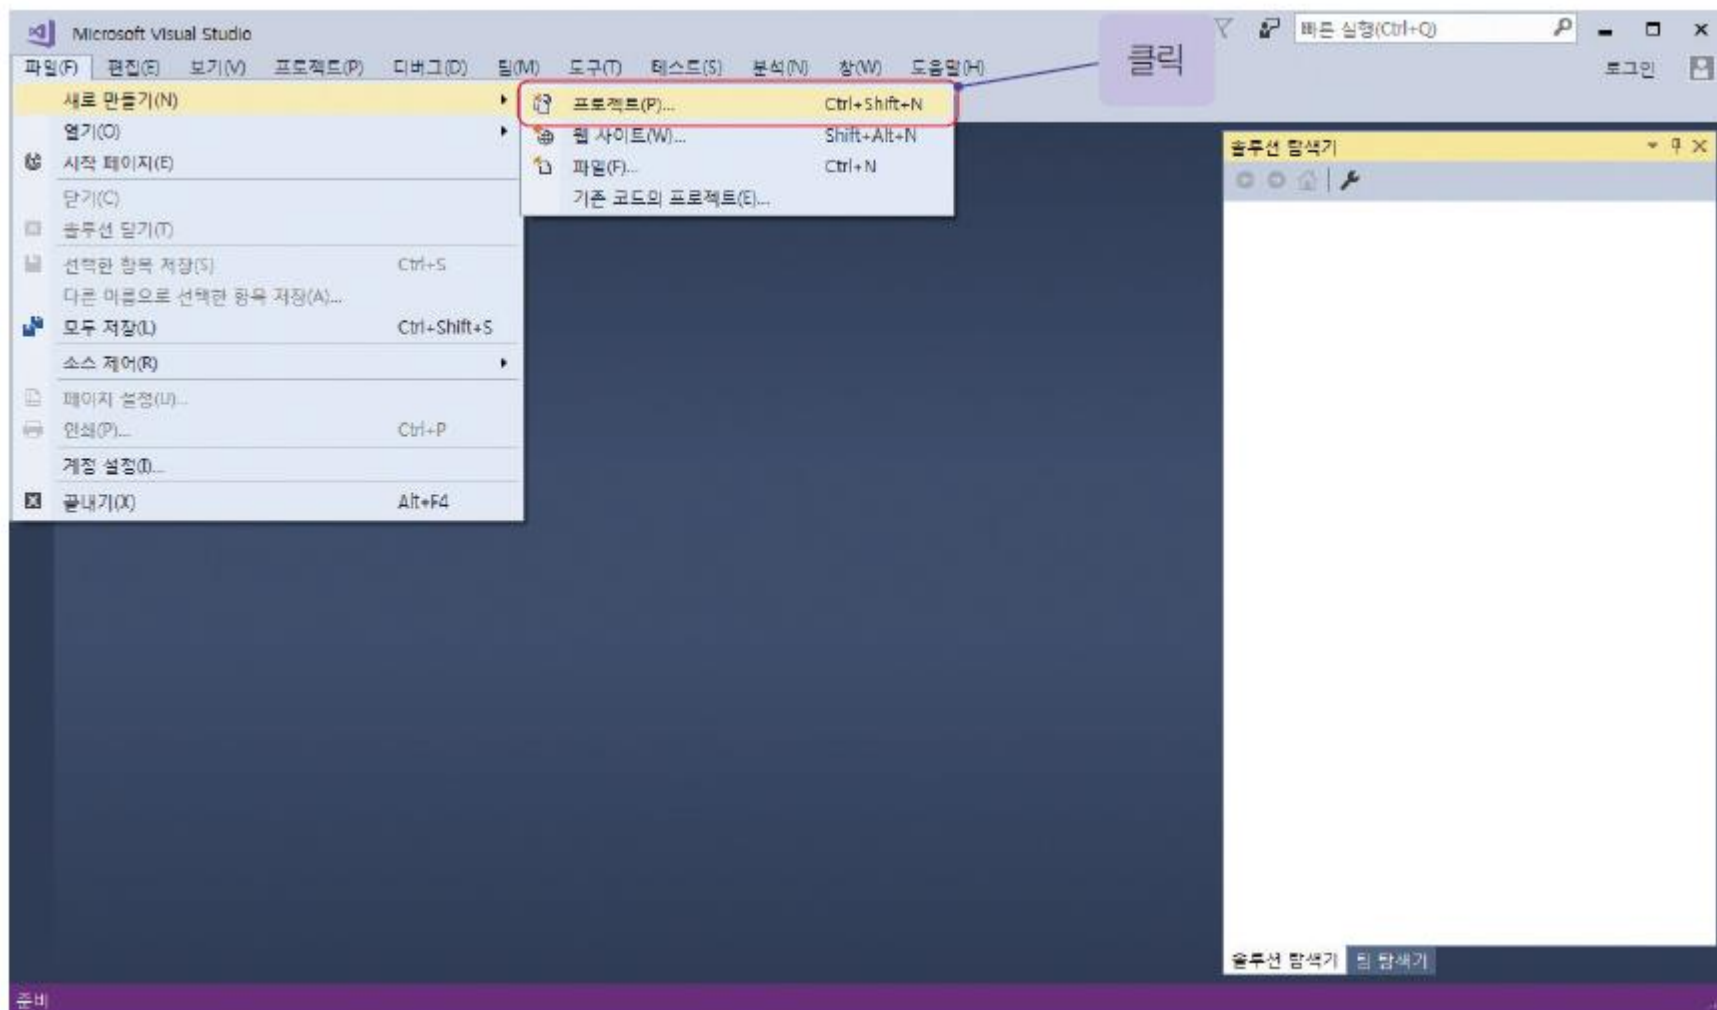 Microsoft Visual Studio
빠른 실행(Ctrl+Q)
클릭
파일(F) 편집(E) 보기(V) 프로젝트(P) 디버그(D) 팀(M) 도구(T) 테스트(S) 분석(N) 창(W) 도움말(H)
로그인
새로 만들기(N)
열기(O)
시작 페이지(E)
닫기(C)
솔루션 닫기(T)
선택한 항목 저장(S) Ctrl+S
다른 이름으로 선택한 항목 저장(A)...
모두 저장(L) Ctrl+Shift+S
소스 제어(R)
페이지 설정(U)...
인쇄(P)... Ctrl+P
계정 설정(I)...
끝내기(X) Alt+F4
프로젝트(P)... Ctrl+Shift+N
웹 사이트(W)... Shift+Alt+N
파일(F)... Ctrl+N
기존 코드의 프로젝트(E)...
솔루션 탐색기
솔루션 탐색기 팀 탐색기
준비